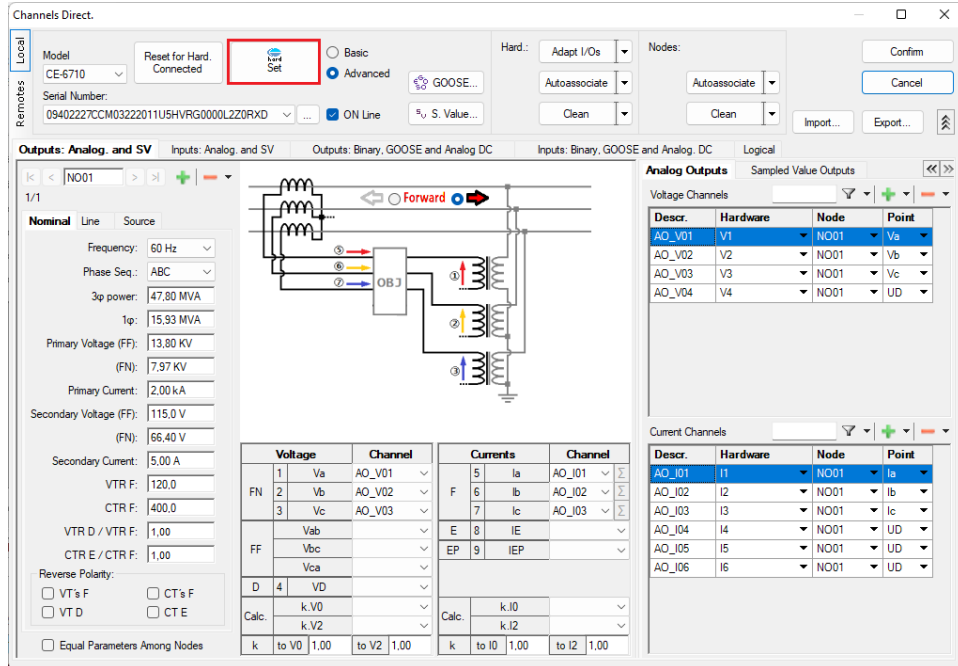 Channels Direct.
Local
Remotes
Model
CE-6710
Reset for Hard. Connected
hard
Set
Basic
Advanced
Serial Number:
09402227CCM03222011U5HVRG0000L2Z0RXD
...
ON Line
GOOSE...
S. Value...
Hard.:
Adapt I/Os
Autoassociate
Clean
Nodes:
Autoassociate
Clean
Confirm
Cancel
Import...
Export...
Outputs: Analog. and SV
Inputs: Analog. and SV
Outputs: Binary, GOOSE and Analog DC
Inputs: Binary, GOOSE and Analog. DC
Logical
NO01
1/1
Nominal Line Source
Frequency: 60 Hz
Phase Seq.: ABC
3φ power: 47,80 MVA
1φ: 15,93 MVA
Primary Voltage (FF): 13,80 KV
(FN): 7,97 KV
Primary Current: 2,00 kA
Secondary Voltage (FF): 115,0 V
(FN): 66,40 V
Secondary Current: 5,00 A
VTR F: 120,0
CTR F: 400,0
VTR D / VTR F: 1,00
CTR E / CTR F: 1,00
Reverse Polarity:
VT's F CT's F
VT D CT E
Equal Parameters Among Nodes
Forward
⑤
⑥
⑦
OBJ
①
②
③
Voltage Channel
FN
1 Va AO_V01
2 Vb AO_V02
3 Vc AO_V03
FF
Vab
Vbc
Vca
D 4 VD
Calc.
k.V0
k.V2
k to V0 1,00 to V2 1,00
Currents Channel
F
5 Ia AO_I01 Σ
6 Ib AO_I02 Σ
7 Ic AO_I03 Σ
E 8 IE
EP 9 IEP
Calc.
k.I0
k.I2
k to I0 1,00 to I2 1,00
Analog Outputs
Sampled Value Outputs
Voltage Channels
Descr. Hardware Node Point
AO_V01 V1 NO01 Va
AO_V02 V2 NO01 Vb
AO_V03 V3 NO01 Vc
AO_V04 V4 NO01 UD
Current Channels
Descr. Hardware Node Point
AO_I01 I1 NO01 Ia
AO_I02 I2 NO01 Ib
AO_I03 I3 NO01 Ic
AO_I04 I4 NO01 UD
AO_I05 I5 NO01 UD
AO_I06 I6 NO01 UD